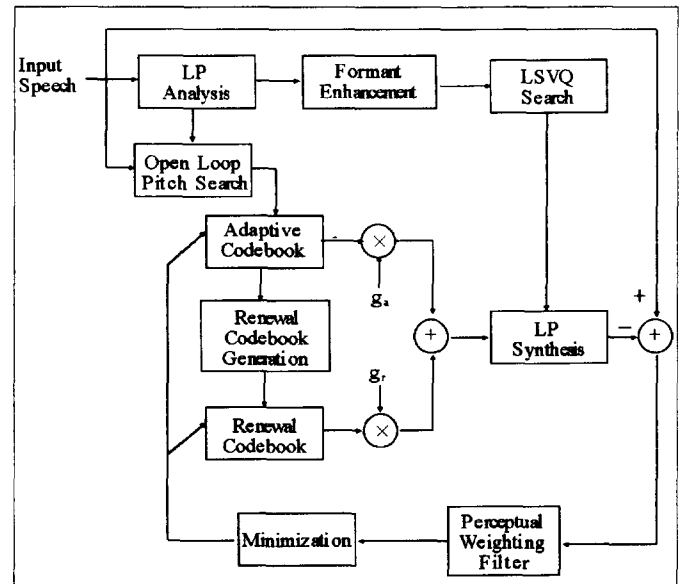 Input
Speech
LP
Analysis
Formant
Enhancement
LSVQ
Search
Open Loop
Pitch Search
Adaptive
Codebook
×
gₐ
+
−
+
+
Renewal
Codebook
Generation
LP
Synthesis
gᵣ
Renewal
Codebook
×
Minimization
Perceptual
Weighting
Filter